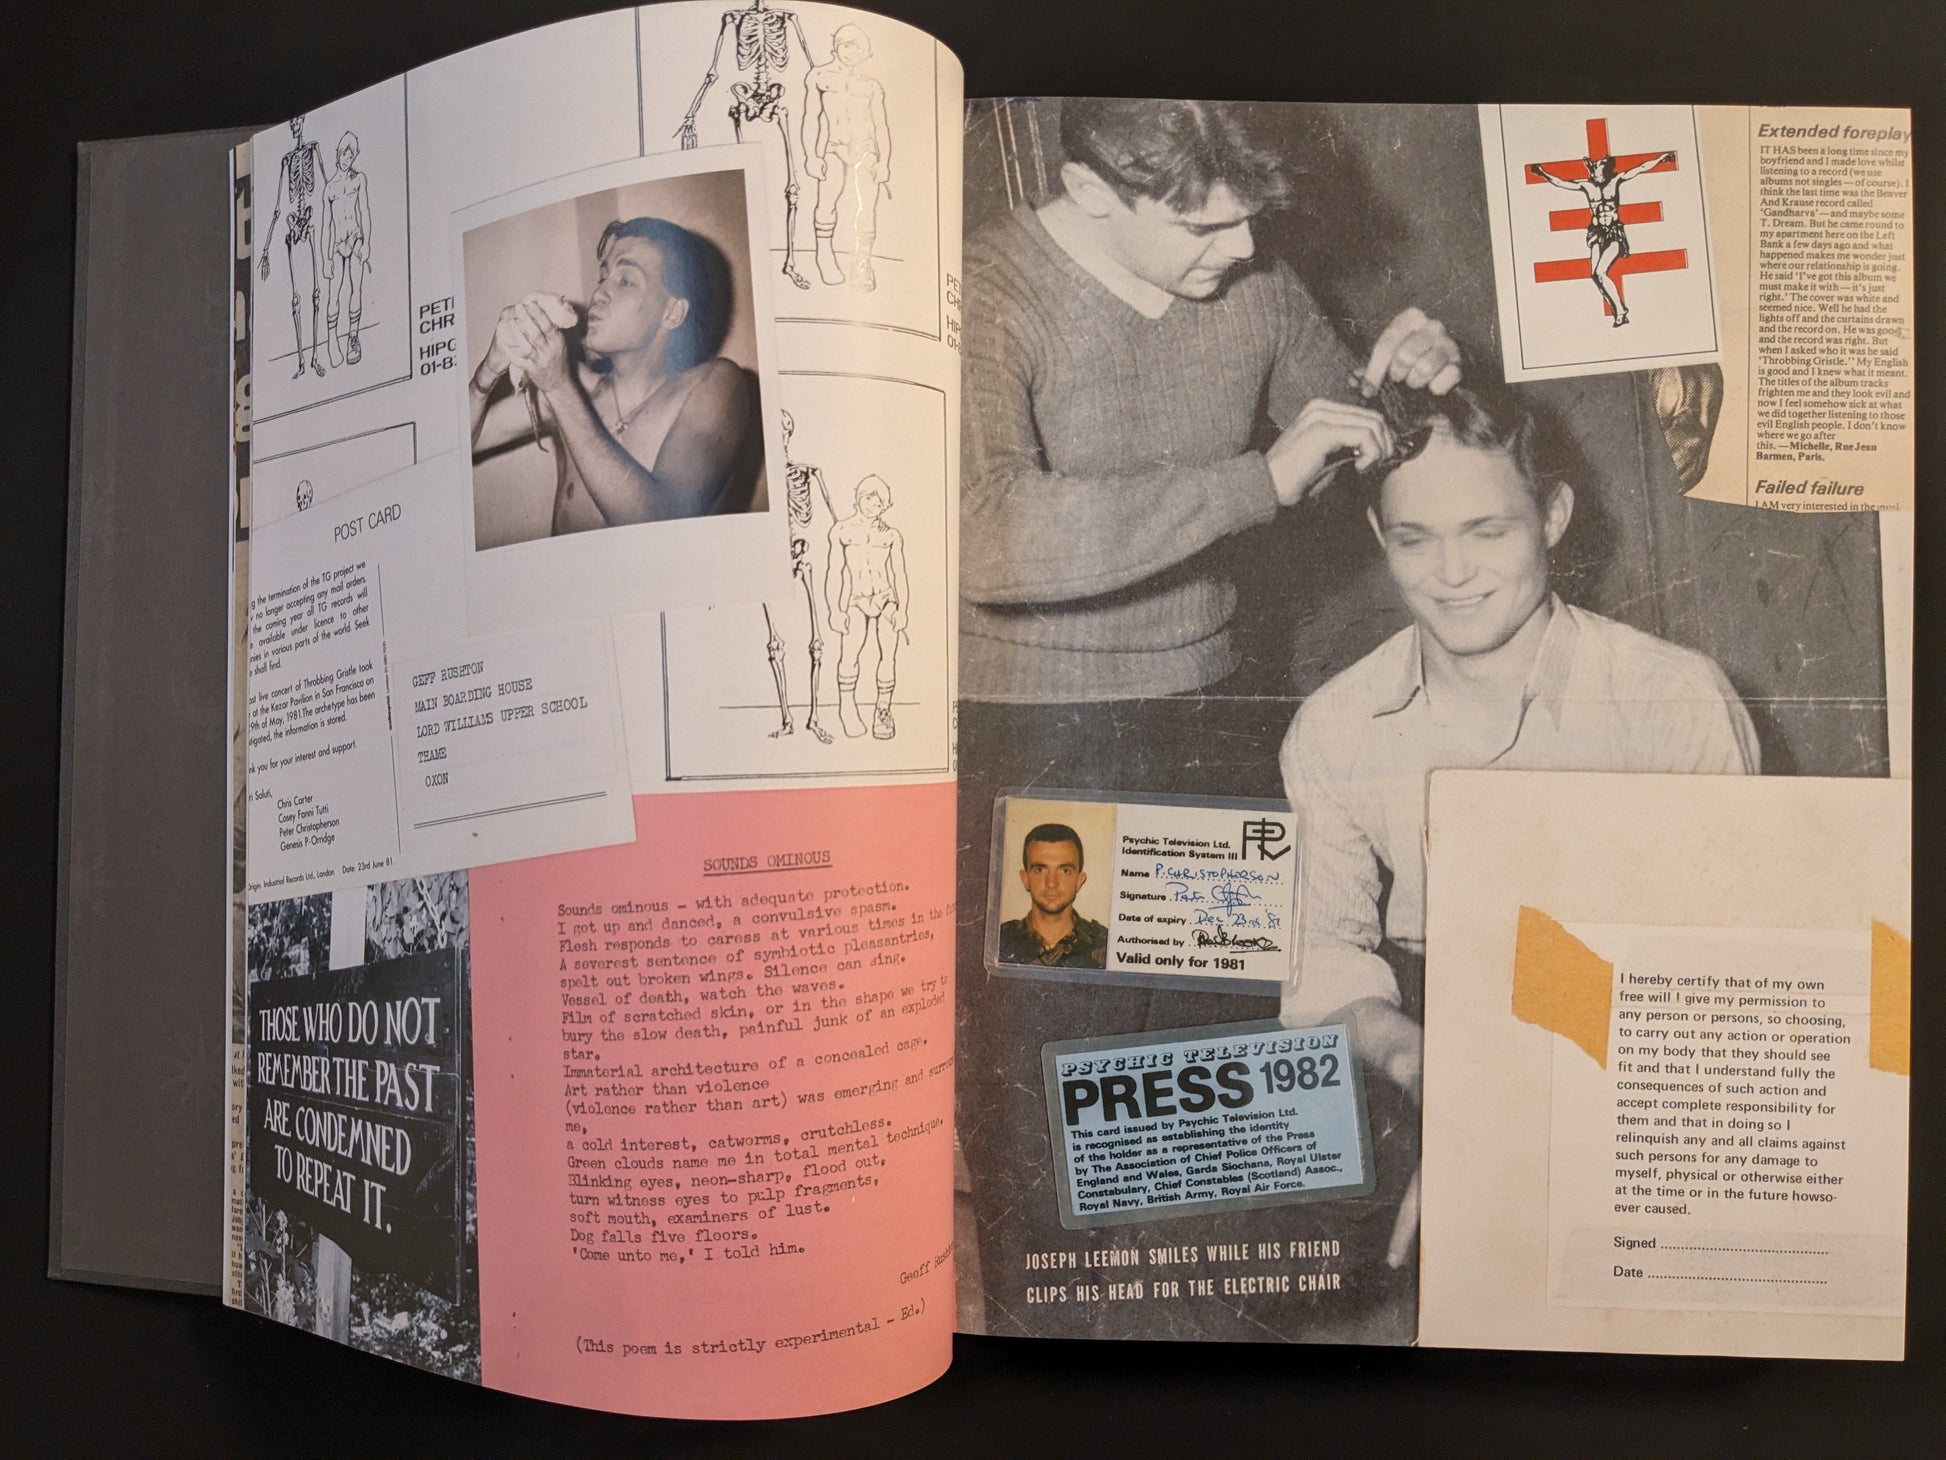 POST CARD
g the termination of the TG project we
no longer accepting any mail orders.
the coming year all TG records will
available under licence to other
nies in various parts of the world. Seek
shall find.
ast live concert of Throbbing Gristle took
at the Kezar Pavilion in San Francisco on
9th of May, 1981. The archetype has been
stigated, the information is stored.
nk you for your interest and support.
ri Saluti,
Chris Carter
Cosey Fanni Tutti
Peter Christopherson
Genesis P-Orridge
Origin: Industrial Records Ltd., London Date: 23rd June 81.
GEFF RUSHTON
MAIN BOARDING HOUSE
LORD WILLIAMS UPPER SCHOOL
THAME
OXON
PETE
CHR
HIPG
01-83
THOSE WHO DO NOT
REMEMBER THE PAST
ARE CONDEMNED
TO REPEAT IT.
SOUNDS OMINOUS
Sounds ominous - with adequate protection.
I got up and danced, a convulsive spasm.
Flesh responds to caress at various times in the
A severest sentence of symbiotic pleasantries,
spelt out broken wings. Silence can sing.
Vessel of death, watch the waves.
Film of scratched skin, or in the shape we try to
bury the slow death, painful junk of an exploded
star.
Immaterial architecture of a concealed cage.
Art rather than violence
(violence rather than art) was emerging and
me,
a cold interest, catworms, crutchless.
Green clouds name me in total mental technique.
Blinking eyes, neon-sharp, flood out,
turn witness eyes to pulp fragments,
soft mouth, examiners of lust.
Dog falls five floors.
'Come unto me,' I told him.
Geoff
(This poem is strictly experimental - Ed.)
Extended foreplay
IT HAS been a long time since my
boyfriend and I made love whilst
listening to a record (we use
albums not singles — of course). I
think the last time was the Beaver
And Krause record called
'Gandharva' — and maybe some
T. Dream. But he came round to
my apartment here on the Left
Bank a few days ago and what
happened makes me wonder just
where our relationship is going.
He said 'I've got this album we
must make it with — it's just
right.' The cover was white and
seemed nice. Well he had the
lights off and the curtains drawn
and the record on. He was good
and the record was right. But
when I asked who it was he said
'Throbbing Gristle." My English
is good and I knew what it meant.
The titles of the album tracks
frighten me and they look evil and
now I feel somehow sick at what
we did together listening to those
evil English people. I don't know
where we go after
this. — Michelle, Rue Jean
Barmen, Paris.
Failed failure
I AM very interested in the
Psychic Television Ltd.
Identification System III
Name P. CHRISTOPHERSON
Signature
Date of expiry Dec 23rd '81
Authorised by
Valid only for 1981
PSYCHIC TELEVISION
PRESS 1982
This card issued by Psychic Television Ltd.
is recognised as establishing the identity
of the holder as a representative of the Press
by The Association of Chief Police Officers of
England and Wales, Garda Siochana, Royal Ulster
Constabulary, Chief Constables (Scotland) Assoc.,
Royal Navy, British Army, Royal Air Force.
JOSEPH LEEMON SMILES WHILE HIS FRIEND
CLIPS HIS HEAD FOR THE ELECTRIC CHAIR
I hereby certify that of my own
free will I give my permission to
any person or persons, so choosing,
to carry out any action or operation
on my body that they should see
fit and that I understand fully the
consequences of such action and
accept complete responsibility for
them and that in doing so I
relinquish any and all claims against
such persons for any damage to
myself, physical or otherwise either
at the time or in the future howso-
ever caused.
Signed
Date